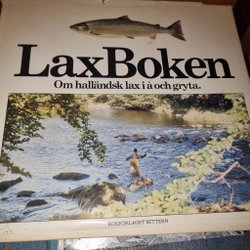 LaxBoken
Om halländsk lax i å och gryta.
BOKFÖRLAGET SETTERN